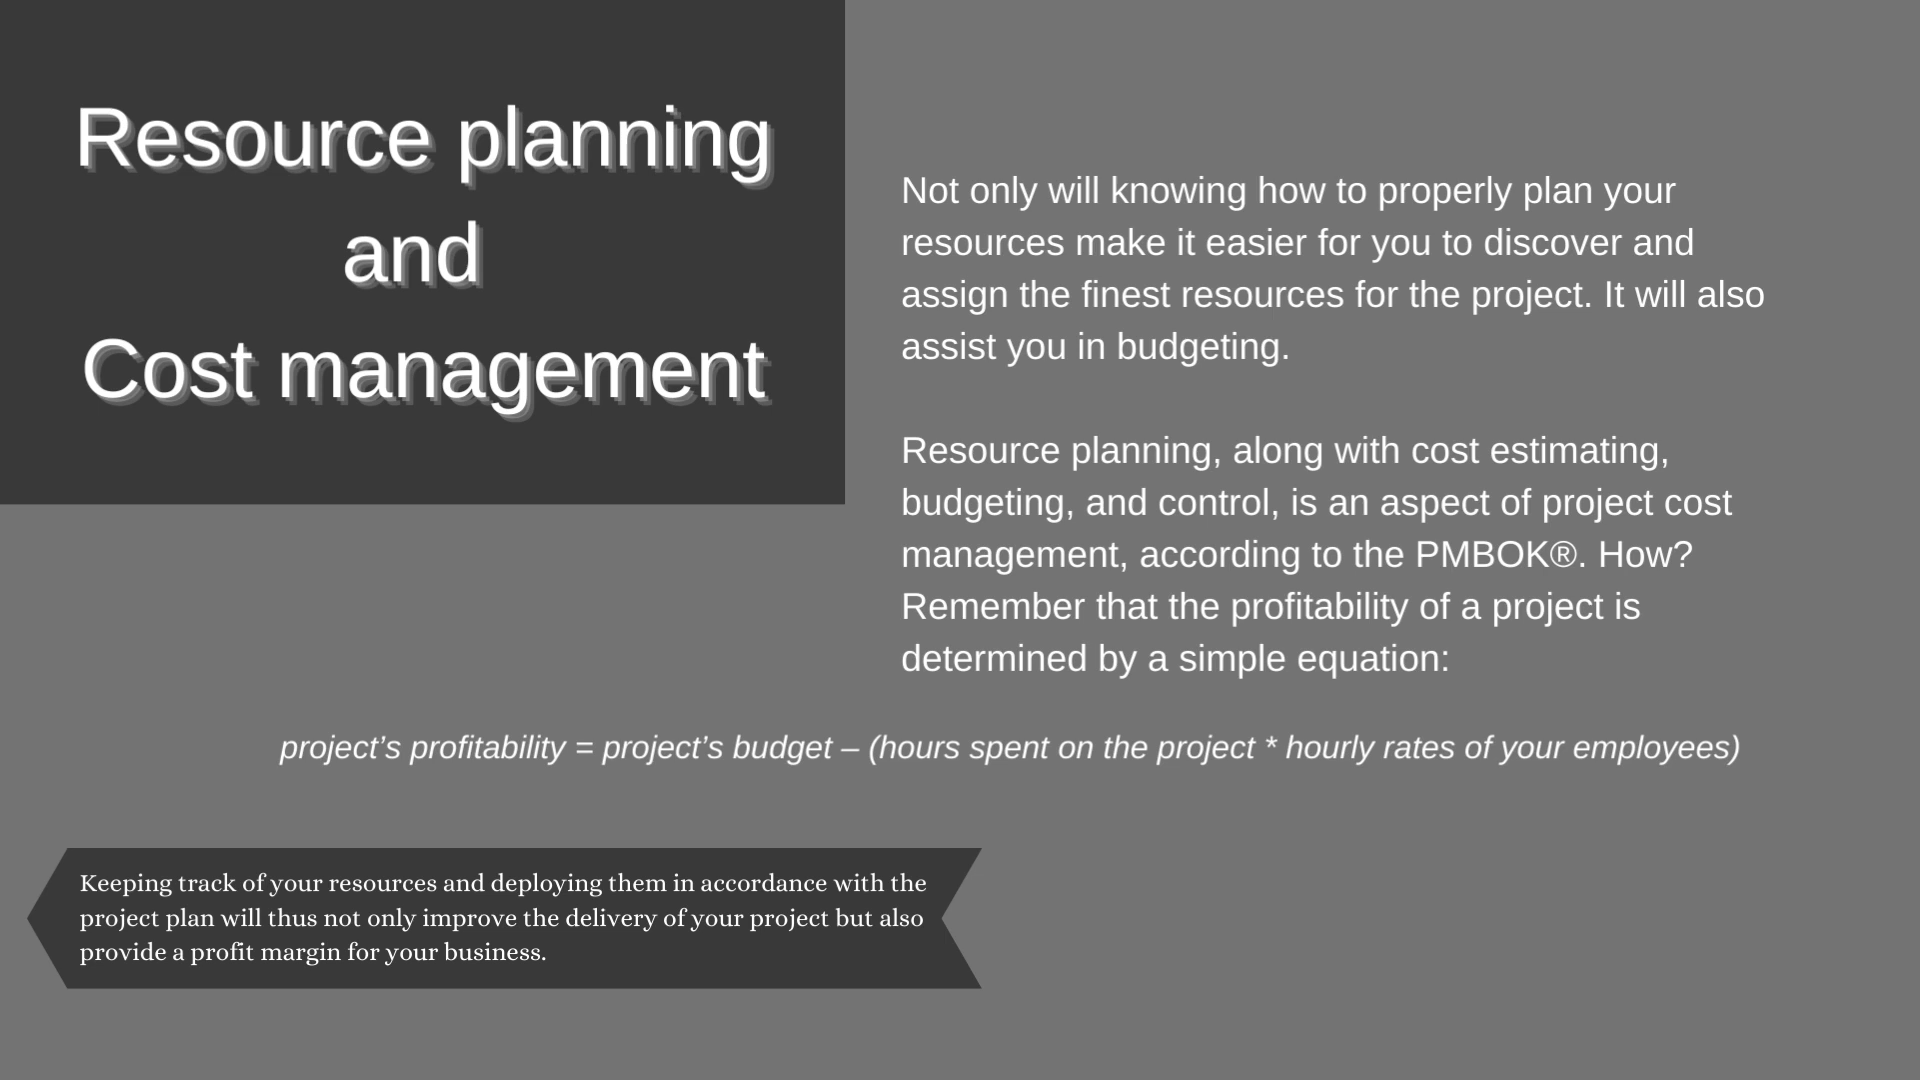 Resource planning
and
Cost management
Not only will knowing how to properly plan your
resources make it easier for you to discover and
assign the finest resources for the project. It will also
assist you in budgeting.
Resource planning, along with cost estimating,
budgeting, and control, is an aspect of project cost
management, according to the PMBOK®. How?
Remember that the profitability of a project is
determined by a simple equation:
project’s profitability = project’s budget – (hours spent on the project * hourly rates of your employees)
Keeping track of your resources and deploying them in accordance with the
project plan will thus not only improve the delivery of your project but also
provide a profit margin for your business.